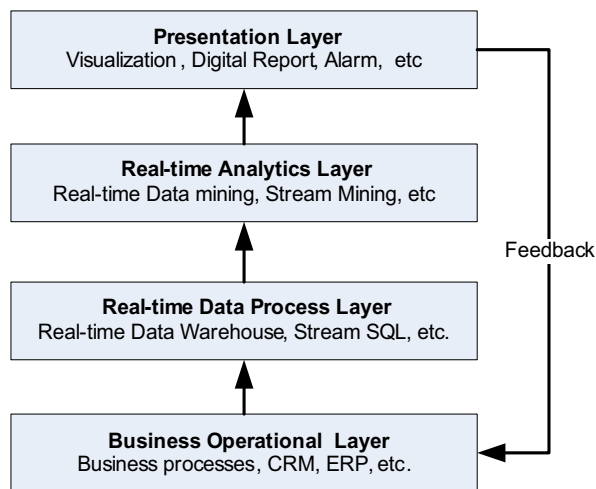 Presentation Layer
Visualization , Digital Report, Alarm, etc
Real-time Analytics Layer
Real-time Data mining, Stream Mining, etc
Feedback
Real-time Data Process Layer
Real-time Data Warehouse, Stream SQL, etc.
Business Operational Layer
Business processes, CRM, ERP, etc.